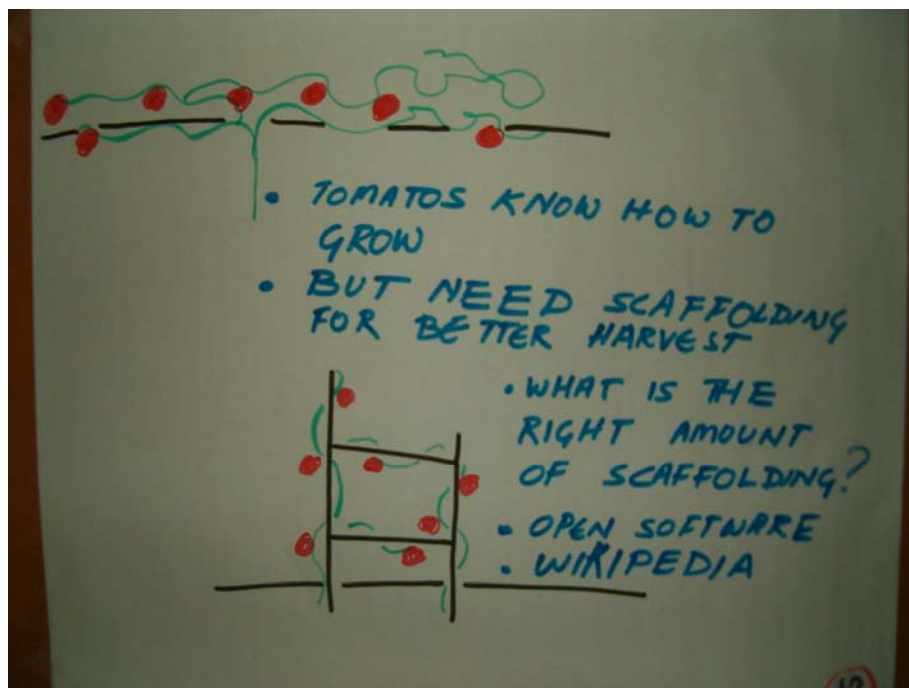 • TOMATOS KNOW HOW TO
GROW
• BUT NEED SCAFFOLDING
FOR BETTER HARVEST
• WHAT IS THE
RIGHT AMOUNT
OF SCAFFOLDING?
• OPEN SOFTWARE
• WIKIPEDIA